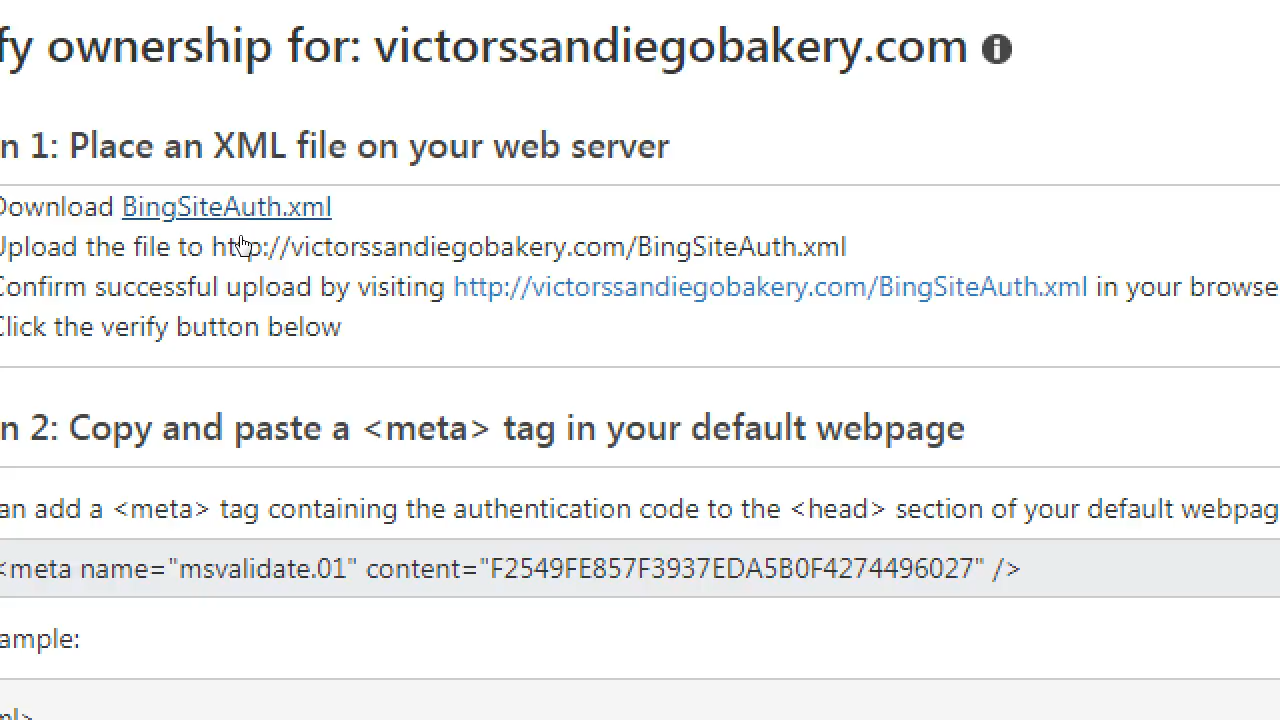 fy ownership for: victorssandiegobakery.com
n 1: Place an XML file on your web server
Download BingSiteAuth.xml
Upload the file to http://victorssandiegobakery.com/BingSiteAuth.xml
Confirm successful upload by visiting http://victorssandiegobakery.com/BingSiteAuth.xml in your browse
Click the verify button below
n 2: Copy and paste a <meta> tag in your default webpage
an add a <meta> tag containing the authentication code to the <head> section of your default webpag
<meta name="msvalidate.01" content="F2549FE857F3937EDA5B0F4274496027" />
ample:
ml>